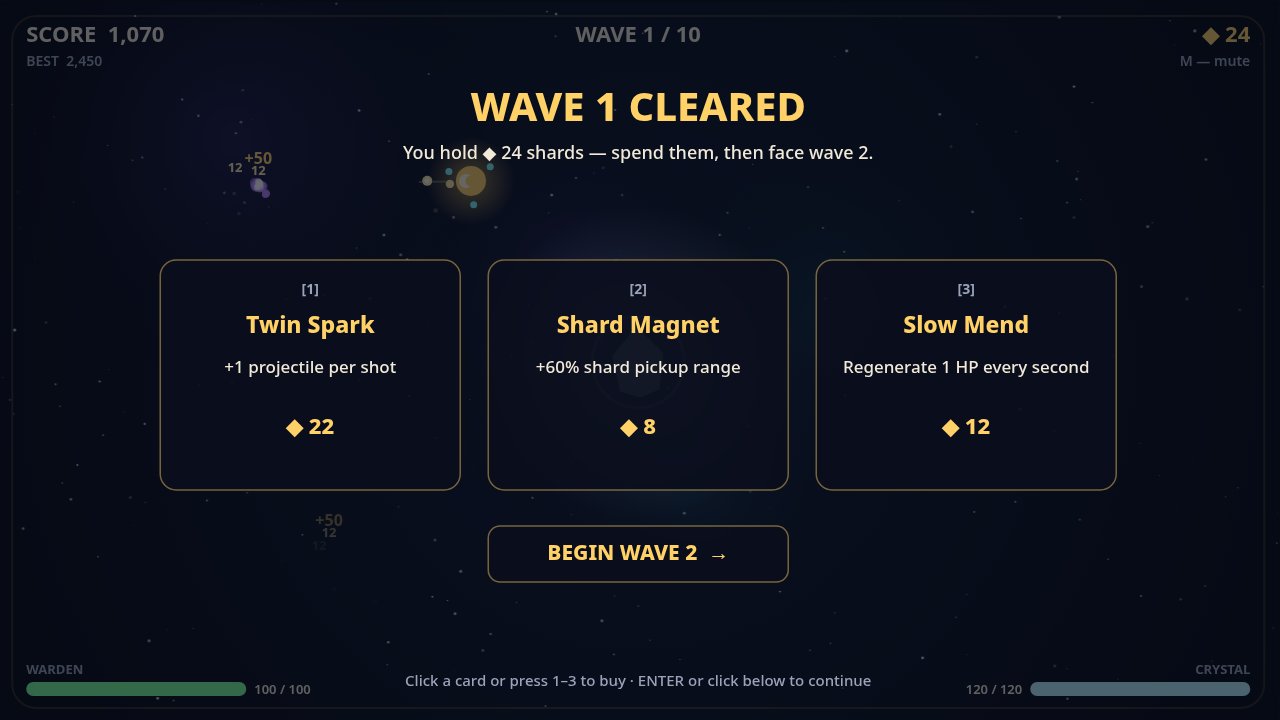 SCORE 1,070
WAVE 1 / 10
◆ 24
BEST 2,450
M — mute
WAVE 1 CLEARED
You hold ◆ 24 shards — spend them, then face wave 2.
+50
12 12
[1]
Twin Spark
+1 projectile per shot
◆ 22
[2]
Shard Magnet
+60% shard pickup range
◆ 8
[3]
Slow Mend
Regenerate 1 HP every second
◆ 12
+50
12
12
BEGIN WAVE 2 →
WARDEN
100 / 100
Click a card or press 1–3 to buy · ENTER or click below to continue
CRYSTAL
120 / 120